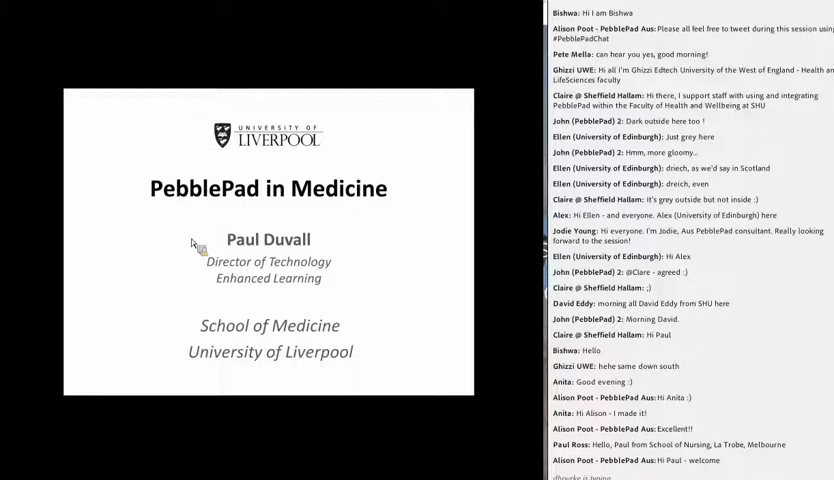 UNIVERSITY OF
LIVERPOOL
PebblePad in Medicine
Paul Duvall
Director of Technology
Enhanced Learning
School of Medicine
University of Liverpool
Bishwa: Hi I am Bishwa
Alison Poot - PebblePad Aus: Please all feel free to tweet during this session using
#PebblePadChat
Pete Mella: can hear you yes, good morning!
Ghizzi UWE: Hi all I'm Ghizzi Edtech University of the West of England - Health and
LifeSciences faculty
Claire @ Sheffield Hallam: Hi there, I support staff with using and integrating
PebblePad within the Faculty of Health and Wellbeing at SHU
John (PebblePad) 2: Dark outside here too !
Ellen (University of Edinburgh): Just grey here
John (PebblePad) 2: Hmm, more gloomy...
Ellen (University of Edinburgh): driech, as we'd say in Scotland
Ellen (University of Edinburgh): dreich, even
Claire @ Sheffield Hallam: It's grey outside but not inside :)
Alex: Hi Ellen - and everyone. Alex (University of Edinburgh) here
Jodie Young: Hi everyone. I'm Jodie, Aus PebblePad consultant. Really looking
forward to the session!
Ellen (University of Edinburgh): Hi Alex
John (PebblePad) 2: @Clare - agreed :)
Claire @ Sheffield Hallam: ;)
David Eddy: morning all David Eddy from SHU here
John (PebblePad) 2: Morning David.
Claire @ Sheffield Hallam: Hi Paul
Bishwa: Hello
Ghizzi UWE: hehe same down south
Anita: Good evening :)
Alison Poot - PebblePad Aus: Hi Anita :)
Anita: Hi Alison - I made it!
Alison Poot - PebblePad Aus: Excellent!!
Paul Ross: Hello, Paul from School of Nursing, La Trobe, Melbourne
Alison Poot - PebblePad Aus: Hi Paul - welcome
is typing